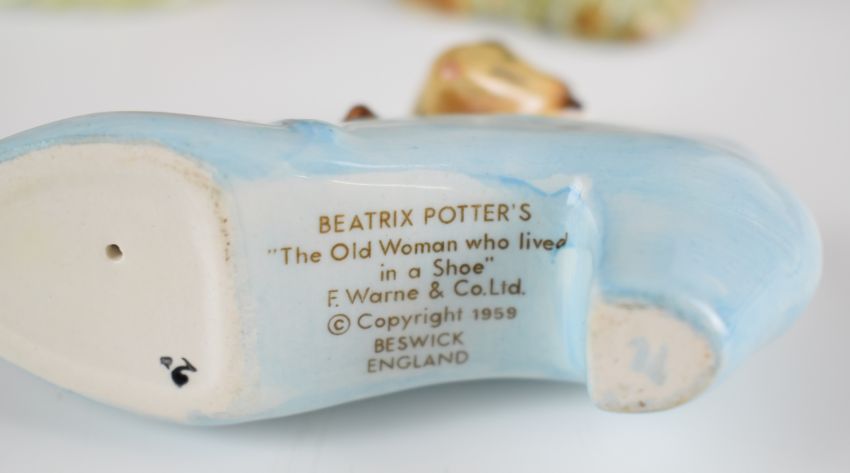 BEATRIX POTTER'S
"The Old Woman who lived
in a Shoe"
F. Warne & Co. Ltd.
© Copyright 1959
BESWICK
ENGLAND